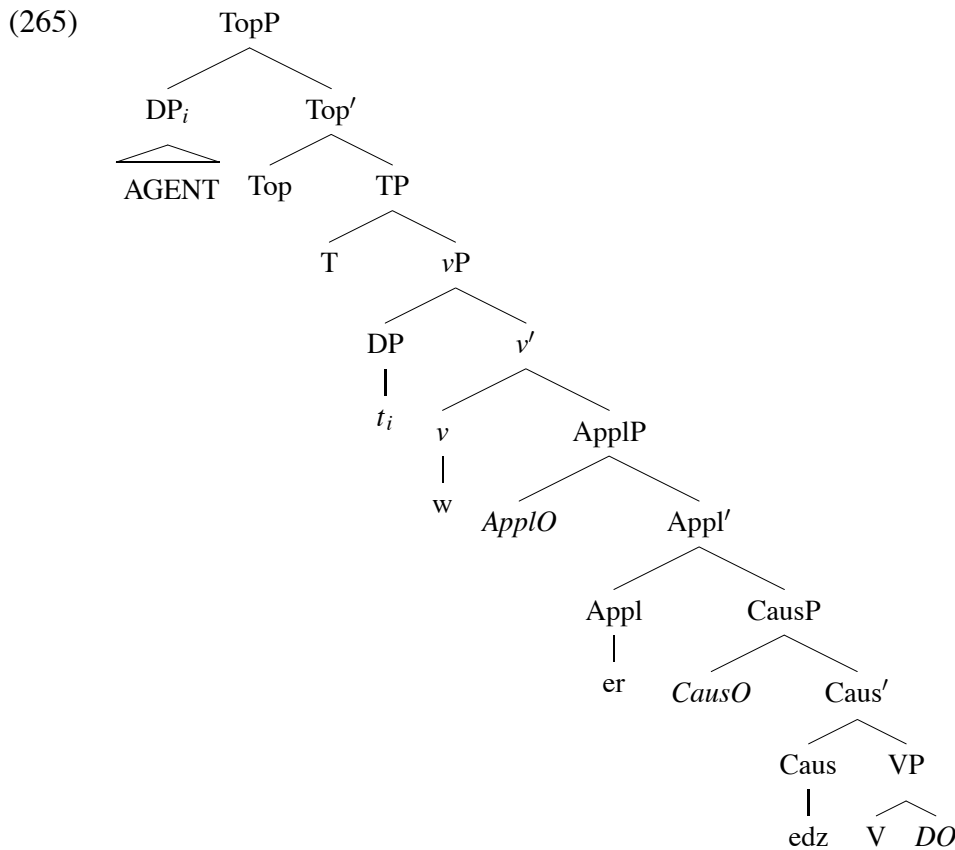 (265) TopP
DPᵢ Top′
AGENT Top TP
T vP
DP v′
tᵢ v ApplP
w ApplO Appl′
Appl CausP
er CausO Caus′
Caus VP
edz V DO